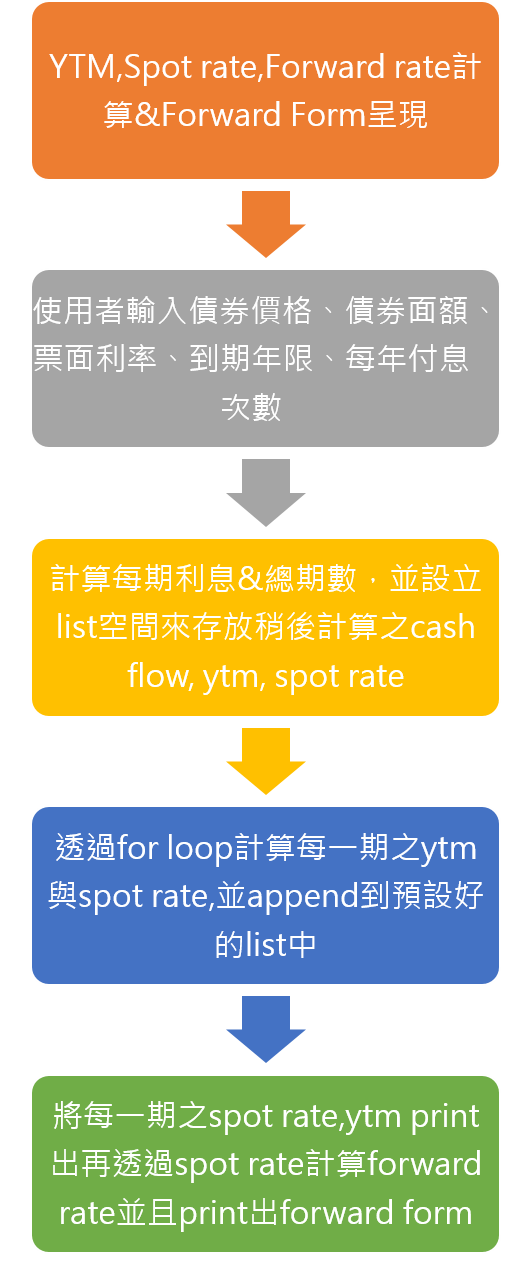 YTM,Spot rate,Forward rate計
算&Forward Form呈現
使用者輸入債券價格、債券面額、
票面利率、到期年限、每年付息
次數
計算每期利息&總期數，並設立
list空間來存放稍後計算之cash
flow, ytm, spot rate
透過for loop計算每一期之ytm
與spot rate,並append到預設好
的list中
將每一期之spot rate,ytm print
出再透過spot rate計算forward
rate並且print出forward form